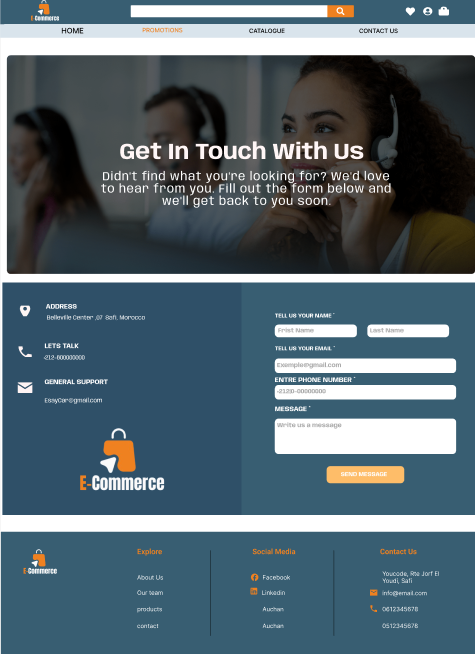 E-Commerce
HOME
PROMOTIONS
CATALOGUE
CONTACT US
Get In Touch With Us
Didn't find what you're looking for? We'd love
to hear from you. Fill out the form below and
we'll get back to you soon.
ADDRESS
Belleville Center ,07 Safi, Morocco
LETS TALK
+212-600000000
GENERAL SUPPORT
EssyCar@gmail.com
E-Commerce
TELL US YOUR NAME *
Frist Name
Last Name
TELL US YOUR EMAIL *
Exemple@gmail.com
ENTRE PHONE NUMBER *
+212(0-00000000
MESSAGE *
Write us a message
SEND MESSAGE
E-Commerce
Explore
About Us
Our team
products
contact
Social Media
Facebook
Linkedin
Auchan
Auchan
Contact Us
Youcode, Rte Jorf El
Youdi, Safi
info@email.com
0612345678
0512345678